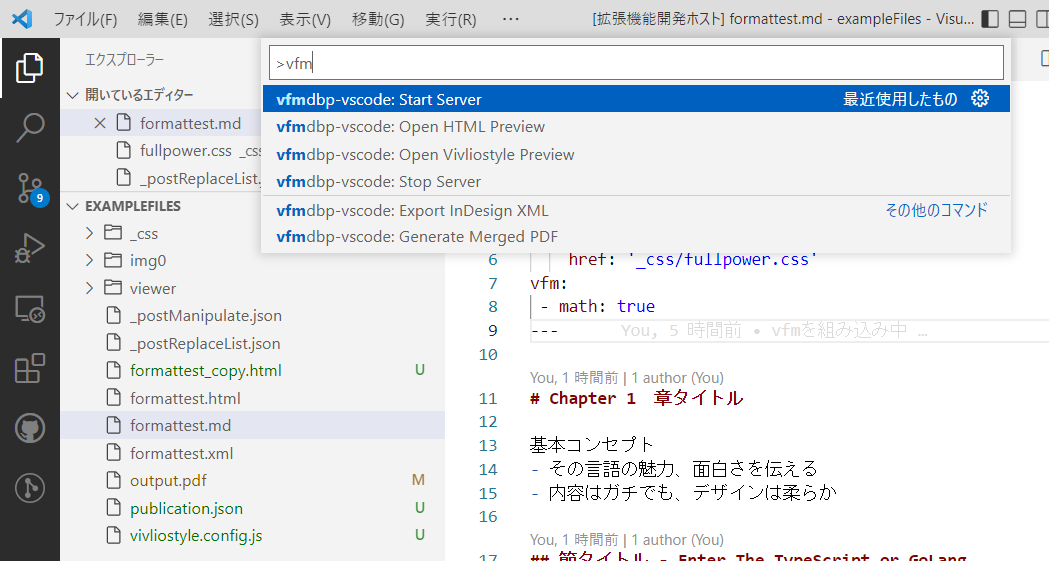 ファイル(F) 編集(E) 選択(S) 表示(V) 移動(G) 実行(R) ··· [拡張機能開発ホスト] formattest.md - exampleFiles - Visu...
エクスプローラー
>vfm
vfmdbp-vscode: Start Server 最近使用したもの
vfmdbp-vscode: Open HTML Preview
vfmdbp-vscode: Open Vivliostyle Preview
vfmdbp-vscode: Stop Server
vfmdbp-vscode: Export InDesign XML その他のコマンド
vfmdbp-vscode: Generate Merged PDF
開いているエディター
formattest.md
fullpower.css _css
_postReplaceList.
9
EXAMPLEFILES
_css
img0
viewer
_postManipulate.json
_postReplaceList.json
formattest_copy.html U
formattest.html
formattest.md
formattest.xml
output.pdf M
publication.json U
vivliostyle.config.js U
6 href: '_css/fullpower.css'
7 vfm:
8 - math: true
9 --- You, 5 時間前 • vfmを組み込み中 …
10
You, 1 時間前 | 1 author (You)
11 # Chapter 1 章タイトル
12
13 基本コンセプト
14 - その言語の魅力、面白さを伝える
15 - 内容はガチでも、デザインは柔らか
16
You, 1 時間前 | 1 author (You)
17 ## 節タイトル - Enter The TypeScript or GoLang